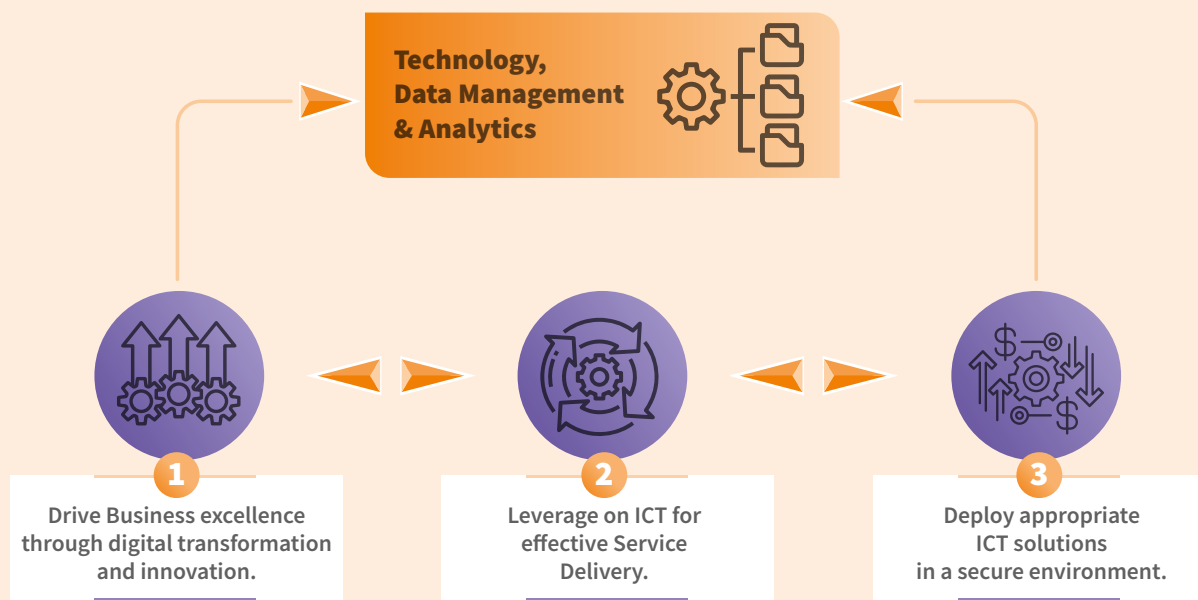 Technology,
Data Management
& Analytics
$
$
1
Drive Business excellence
through digital transformation
and innovation.
2
Leverage on ICT for
effective Service
Delivery.
3
Deploy appropriate
ICT solutions
in a secure environment.